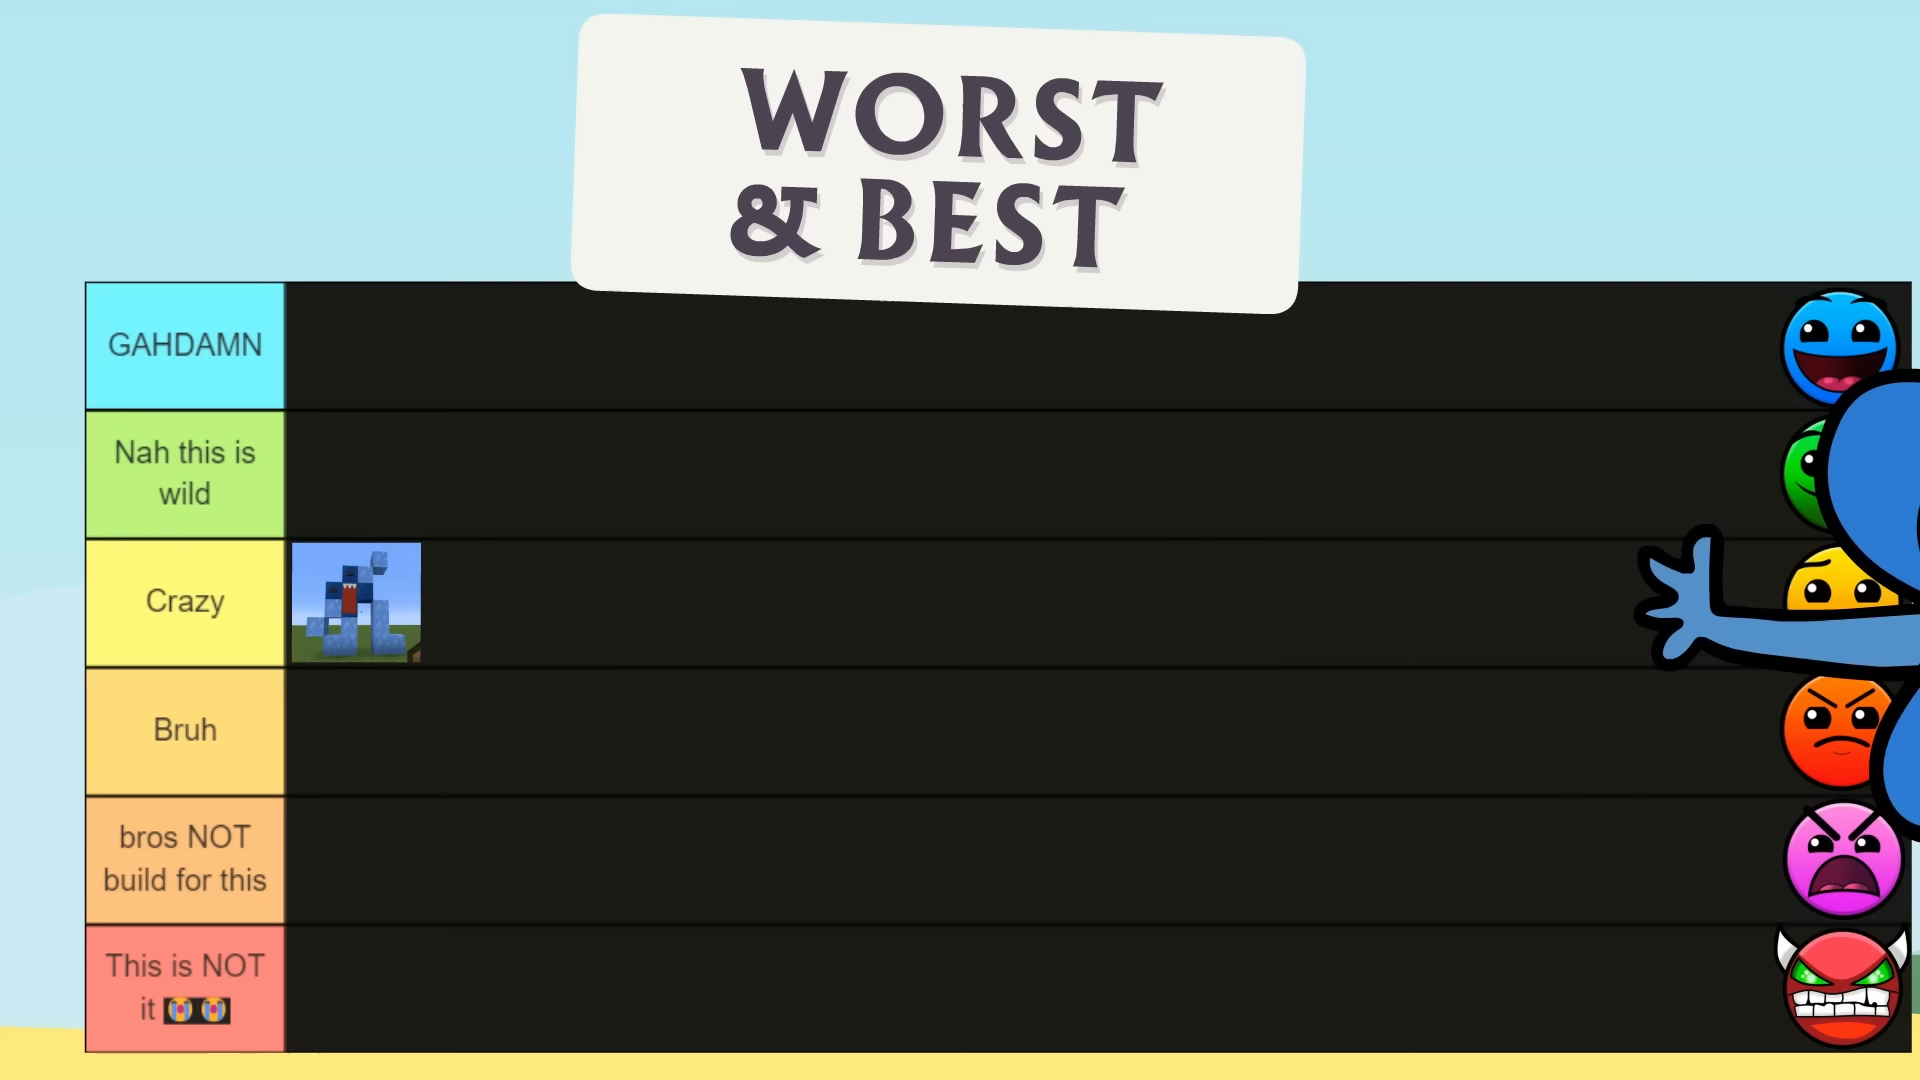 WORST
& BEST
GAHDAMN
Nah this is
wild
Crazy
Bruh
bros NOT
build for this
This is NOT
it 😭😭